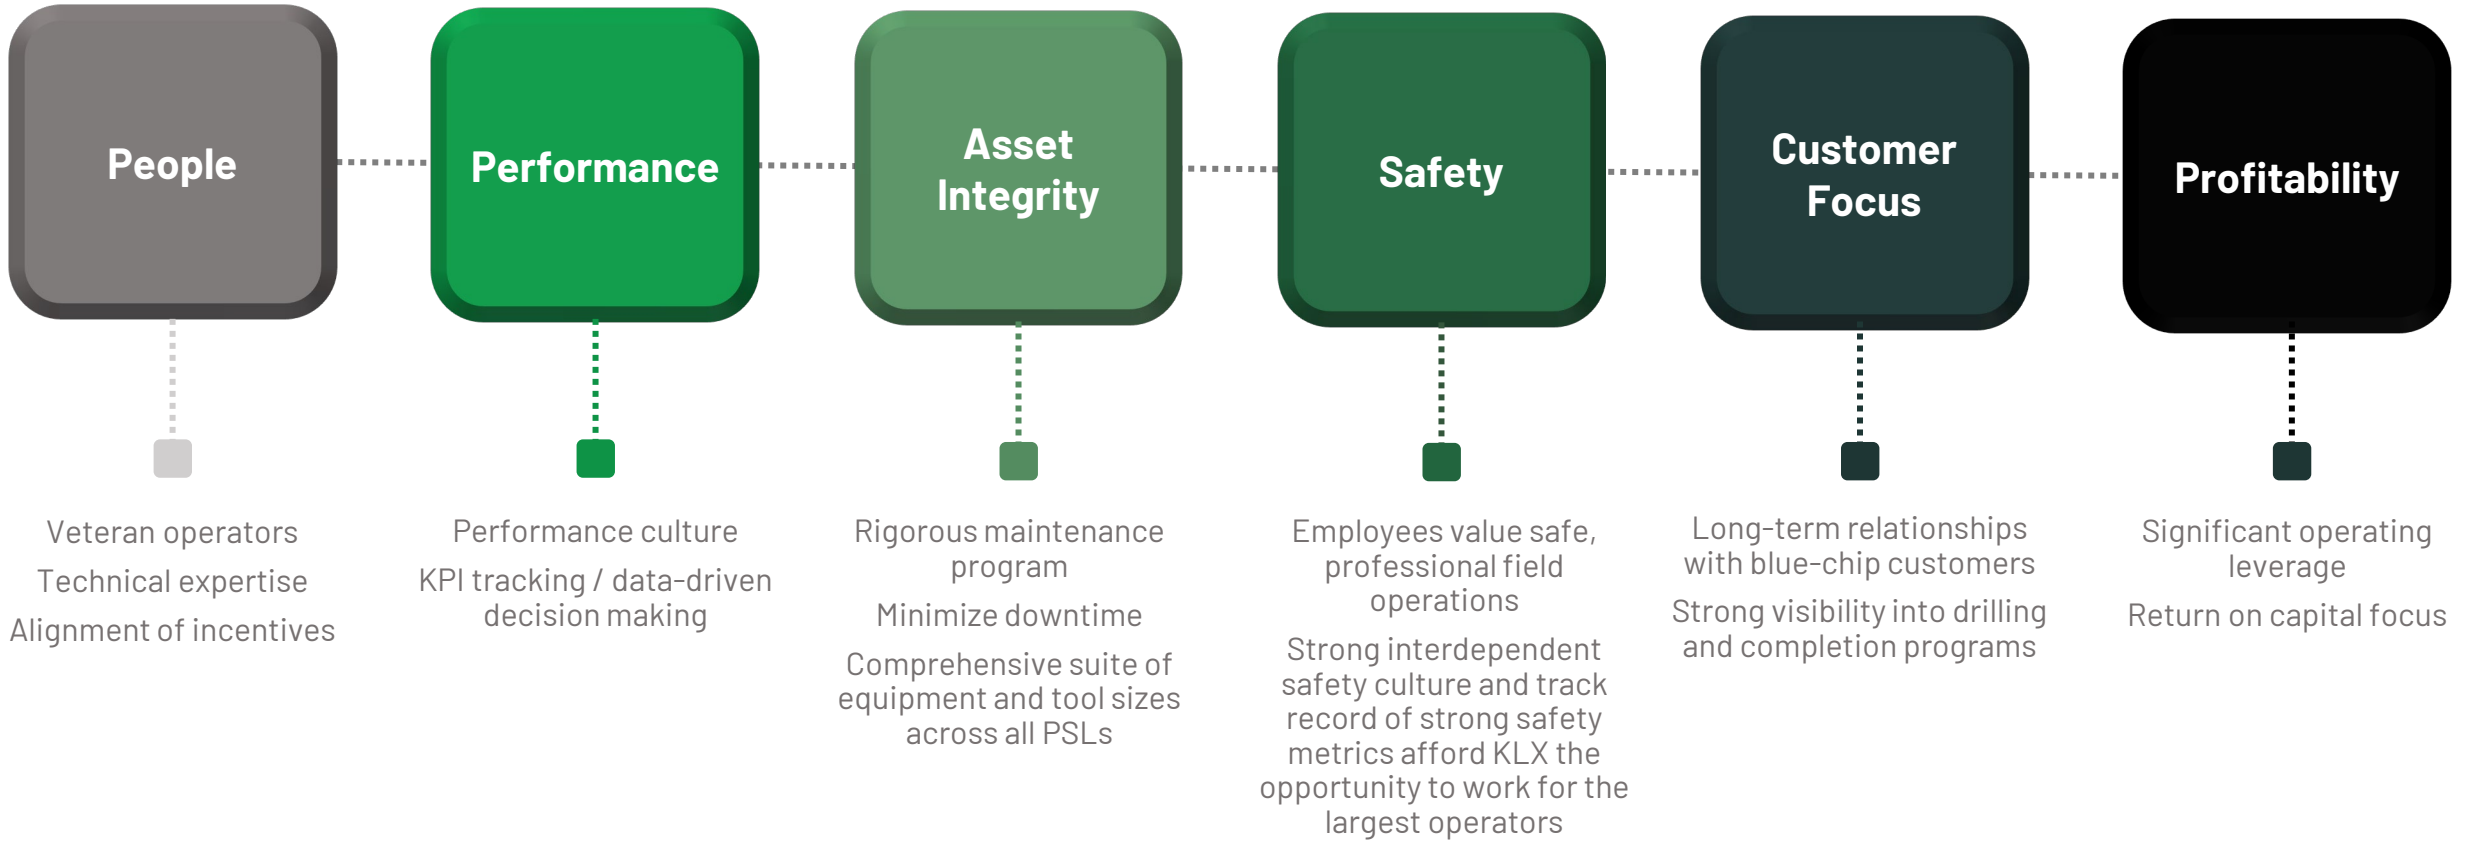 People
Performance
Asset
Integrity
Safety
Customer
Focus
Profitability
Veteran operators
Technical expertise
Alignment of incentives
Performance culture
KPI tracking / data-driven
decision making
Rigorous maintenance
program
Minimize downtime
Comprehensive suite of
equipment and tool sizes
across all PSLs
Employees value safe,
professional field
operations
Strong interdependent
safety culture and track
record of strong safety
metrics afford KLX the
opportunity to work for the
largest operators
Long-term relationships
with blue-chip customers
Strong visibility into drilling
and completion programs
Significant operating
leverage
Return on capital focus